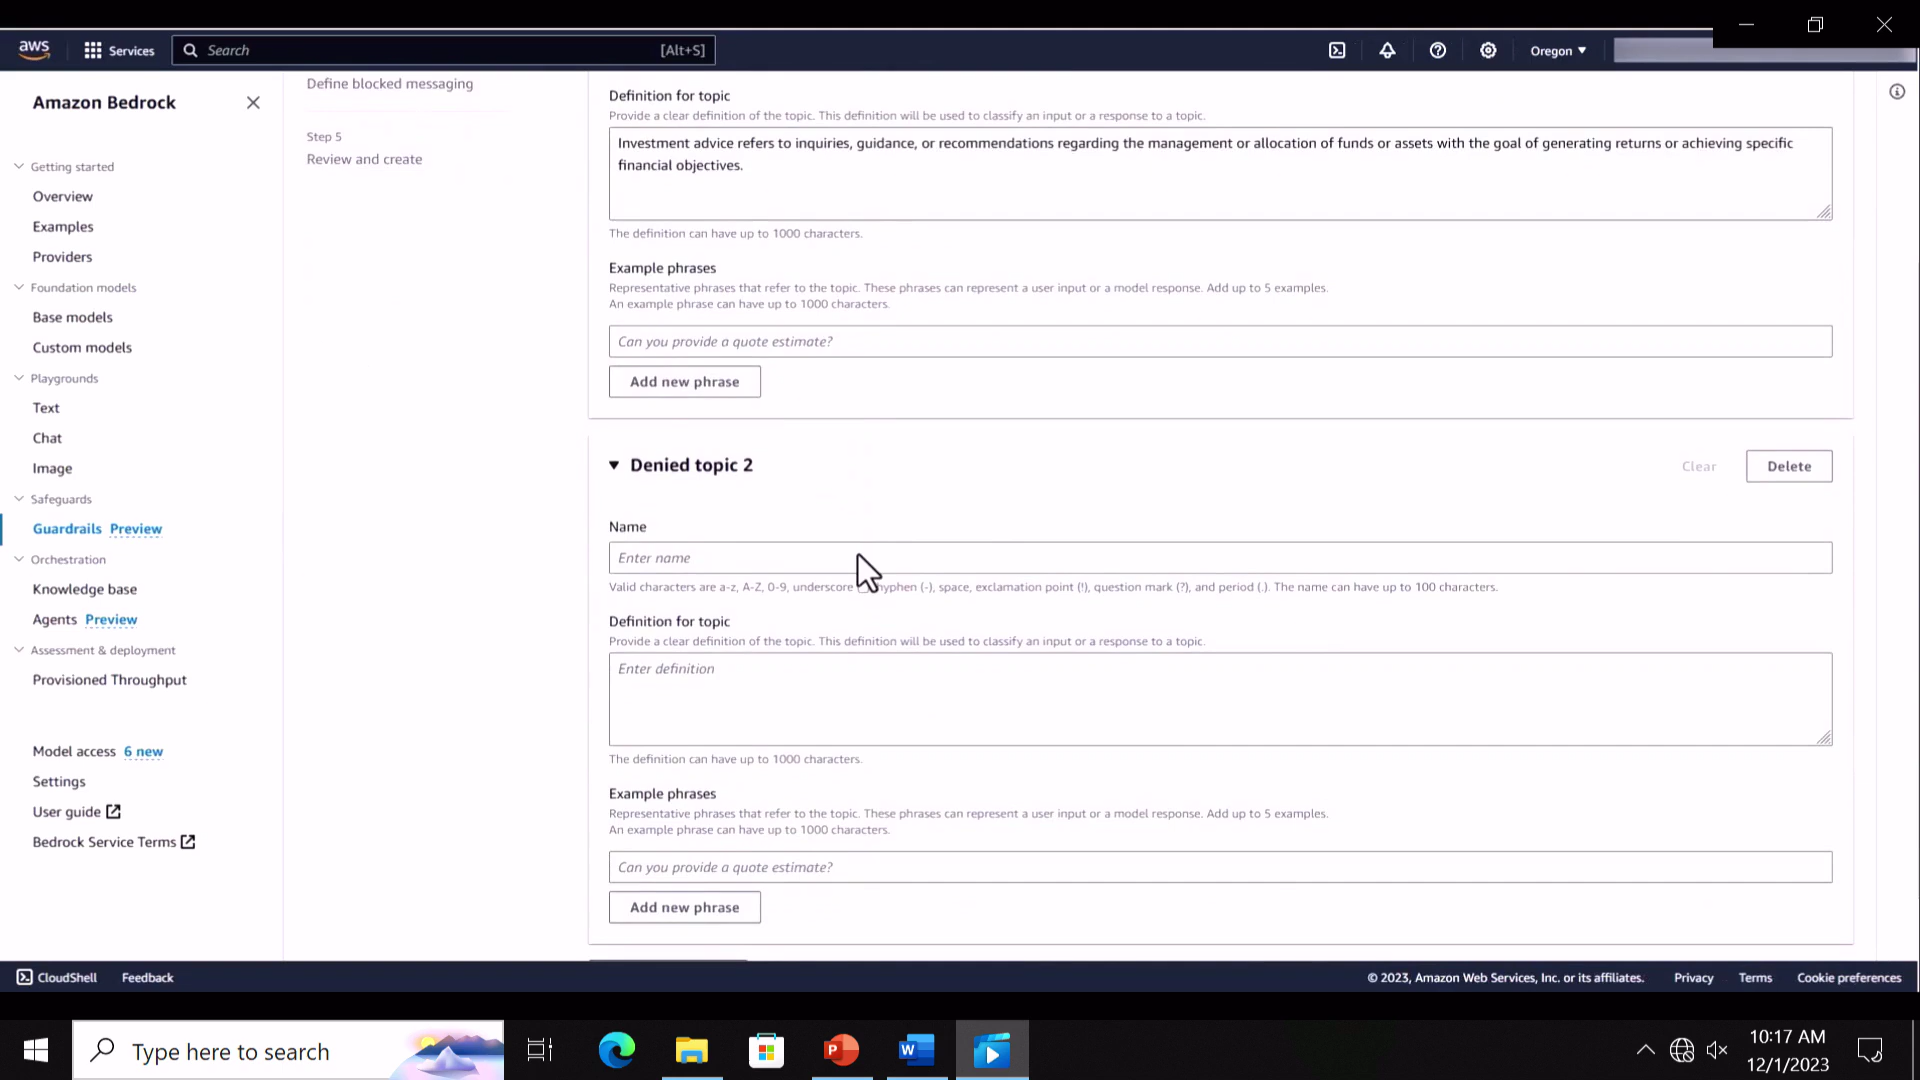 aws
Services
Search
[Alt+S]
Oregon ▼
Amazon Bedrock
Getting started
Overview
Examples
Providers
Foundation models
Base models
Custom models
Playgrounds
Text
Chat
Image
Safeguards
Guardrails Preview
Orchestration
Knowledge base
Agents Preview
Assessment & deployment
Provisioned Throughput
Model access 6 new
Settings
User guide
Bedrock Service Terms
Define blocked messaging
Step 5
Review and create
Definition for topic
Provide a clear definition of the topic. This definition will be used to classify an input or a response to a topic.
Investment advice refers to inquiries, guidance, or recommendations regarding the management or allocation of funds or assets with the goal of generating returns or achieving specific
financial objectives.
The definition can have up to 1000 characters.
Example phrases
Representative phrases that refer to the topic. These phrases can represent a user input or a model response. Add up to 5 examples.
An example phrase can have up to 1000 characters.
Can you provide a quote estimate?
Add new phrase
▼ Denied topic 2
Clear
Delete
Name
Enter name
Valid characters are a-z, A-Z, 0-9, underscore hyphen (-), space, exclamation point (!), question mark (?), and period (.). The name can have up to 100 characters.
Definition for topic
Provide a clear definition of the topic. This definition will be used to classify an input or a response to a topic.
Enter definition
The definition can have up to 1000 characters.
Example phrases
Representative phrases that refer to the topic. These phrases can represent a user input or a model response. Add up to 5 examples.
An example phrase can have up to 1000 characters.
Can you provide a quote estimate?
Add new phrase
CloudShell
Feedback
© 2023, Amazon Web Services, Inc. or its affiliates.
Privacy
Terms
Cookie preferences
Type here to search
10:17 AM
12/1/2023